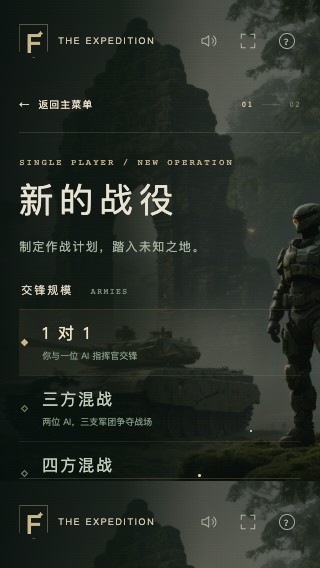 F THE EXPEDITION ?
← 返回主菜单 01 02
SINGLE PLAYER / NEW OPERATION
新的战役
制定作战计划，踏入未知之地。
交锋规模 ARMIES
1 对 1
你与一位 AI 指挥官交锋
三方混战
两位 AI，三支军团争夺战场
四方混战
F THE EXPEDITION ?